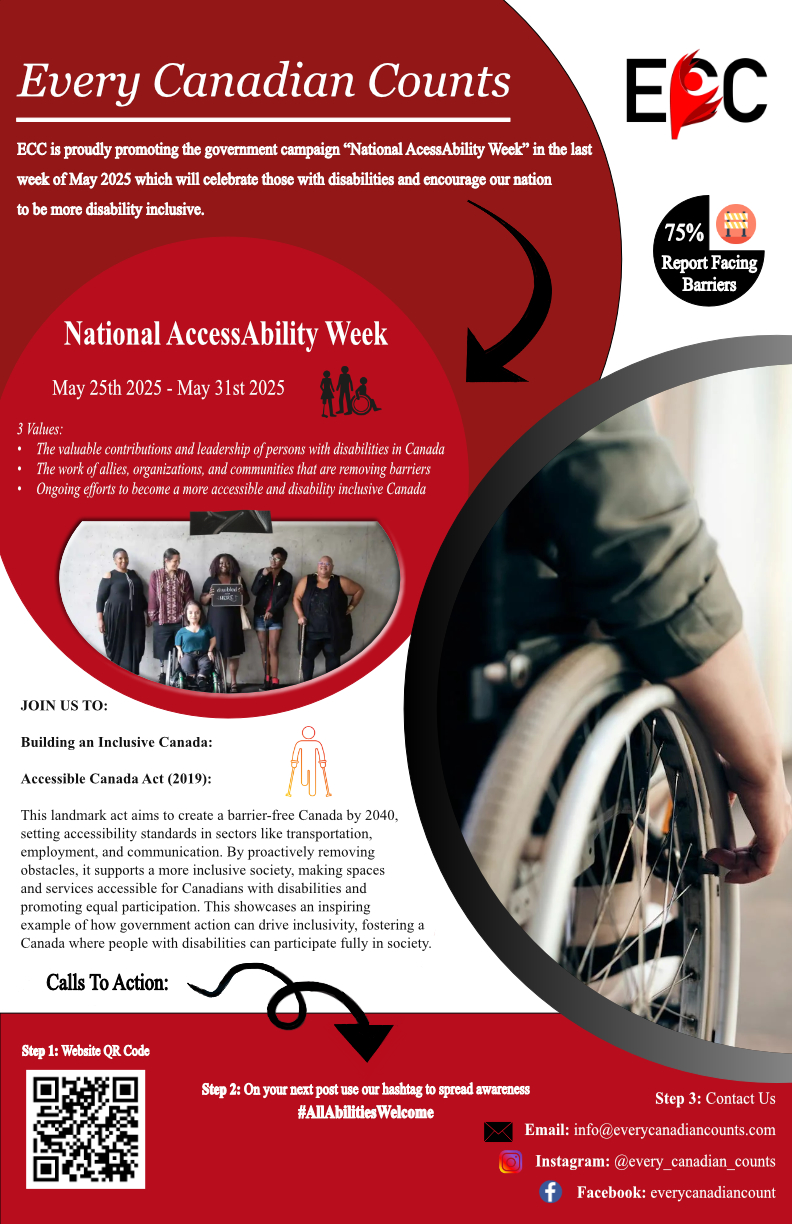 Every Canadian Counts
ECC
ECC is proudly promoting the government campaign “National AcessAbility Week” in the last
week of May 2025 which will celebrate those with disabilities and encourage our nation
to be more disability inclusive.
75%
Report Facing
Barriers
National AccessAbility Week
May 25th 2025 - May 31st 2025
3 Values:
• The valuable contributions and leadership of persons with disabilities in Canada
• The work of allies, organizations, and communities that are removing barriers
• Ongoing efforts to become a more accessible and disability inclusive Canada
JOIN US TO:
Building an Inclusive Canada:
Accessible Canada Act (2019):
This landmark act aims to create a barrier-free Canada by 2040,
setting accessibility standards in sectors like transportation,
employment, and communication. By proactively removing
obstacles, it supports a more inclusive society, making spaces
and services accessible for Canadians with disabilities and
promoting equal participation. This showcases an inspiring
example of how government action can drive inclusivity, fostering a
Canada where people with disabilities can participate fully in society.
Calls To Action:
Step 1: Website QR Code
Step 2: On your next post use our hashtag to spread awareness
#AllAbilitiesWelcome
Step 3: Contact Us
Email: info@everycanadiancounts.com
Instagram: @every_canadian_counts
Facebook: everycanadiancount